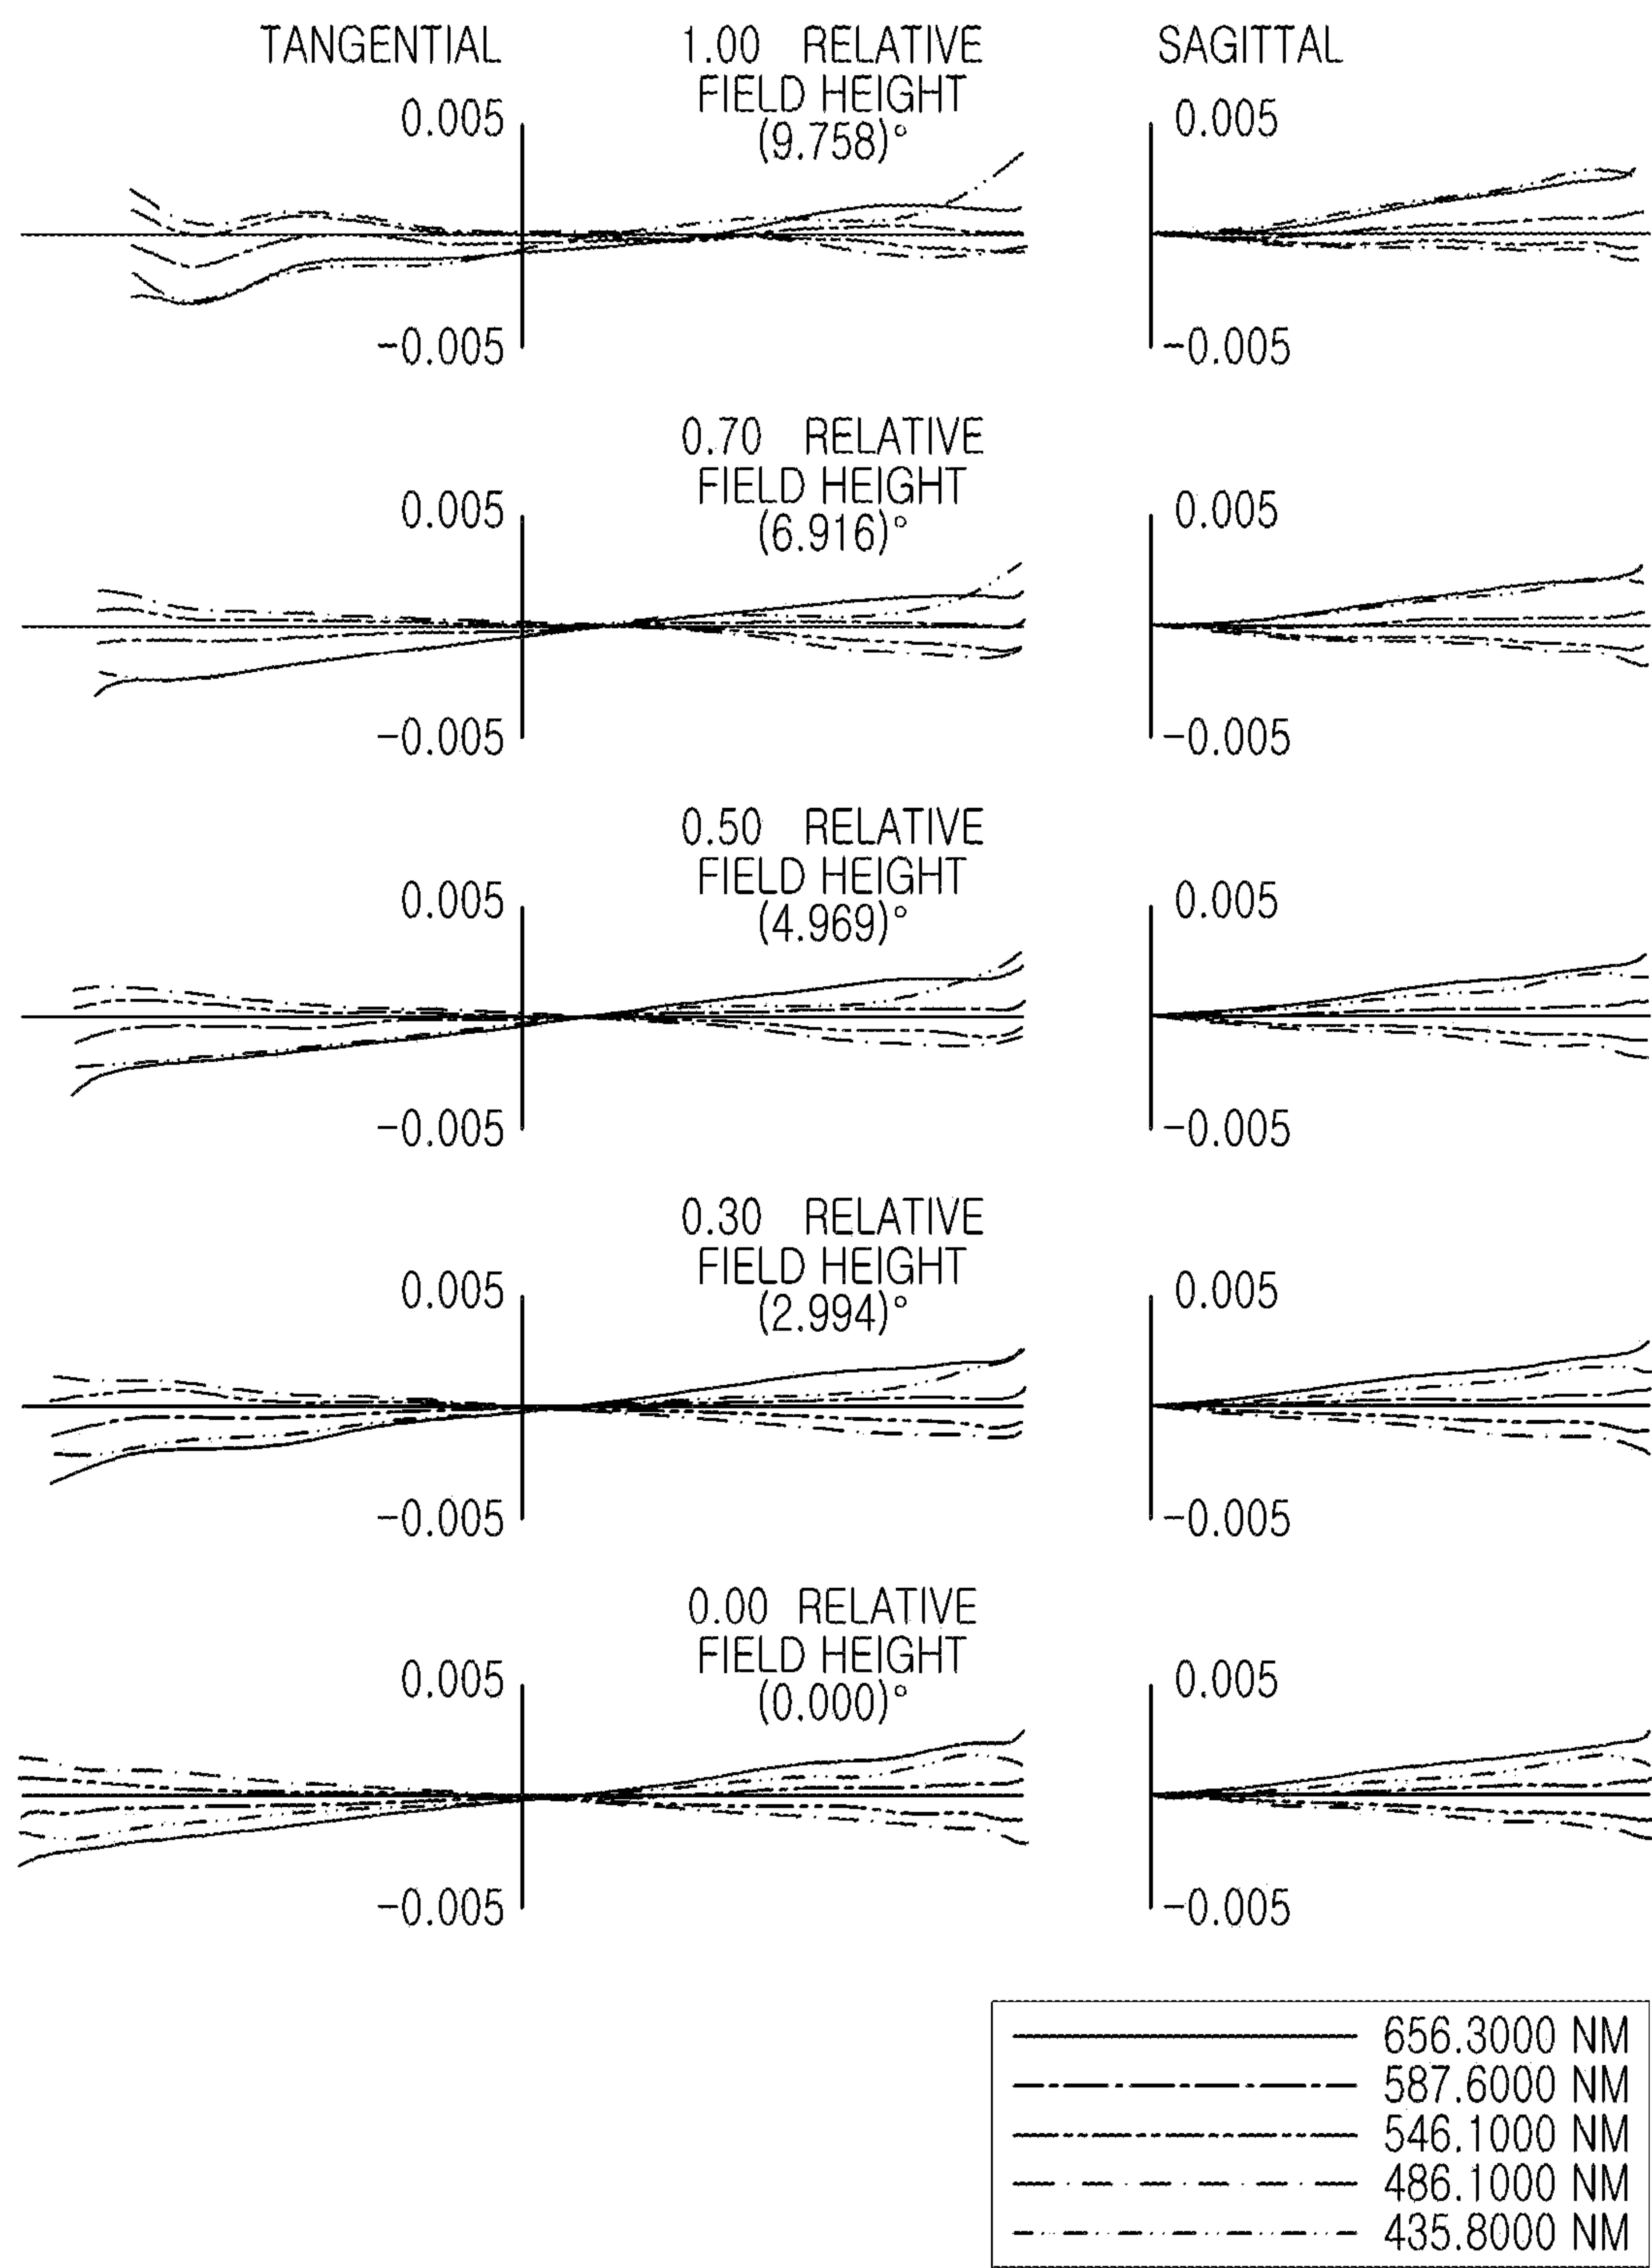 TANGENTIAL
1.00 RELATIVE
FIELD HEIGHT
(9.758)°
SAGITTAL
0.005
-0.005
0.005
-0.005
0.70 RELATIVE
FIELD HEIGHT
(6.916)°
0.005
-0.005
0.005
-0.005
0.50 RELATIVE
FIELD HEIGHT
(4.969)°
0.005
-0.005
0.005
-0.005
0.30 RELATIVE
FIELD HEIGHT
(2.994)°
0.005
-0.005
0.005
-0.005
0.00 RELATIVE
FIELD HEIGHT
(0.000)°
0.005
-0.005
0.005
-0.005
656.3000 NM
587.6000 NM
546.1000 NM
486.1000 NM
435.8000 NM